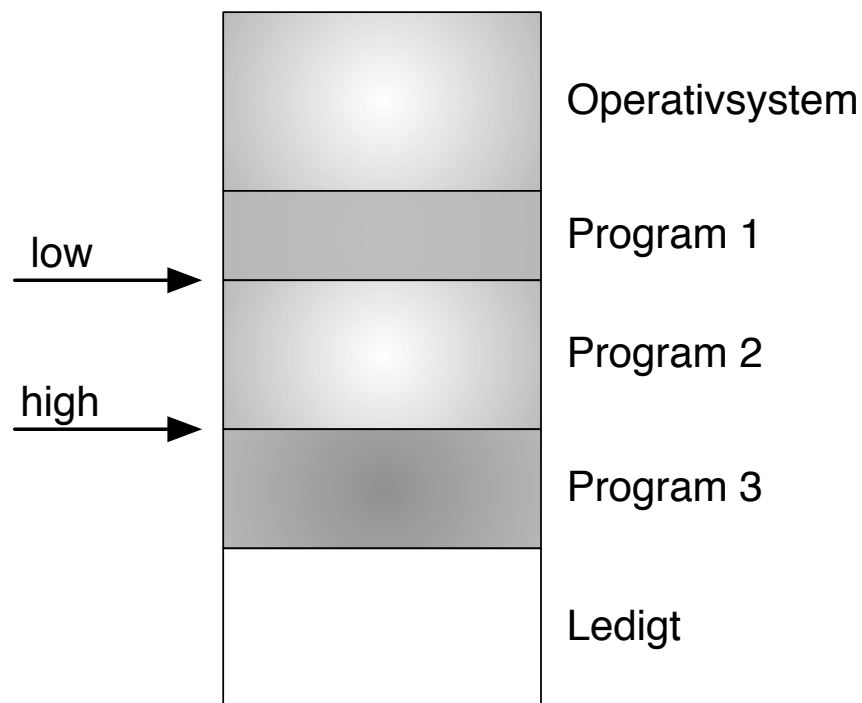 Operativsystem
Program 1
low
Program 2
high
Program 3
Ledigt